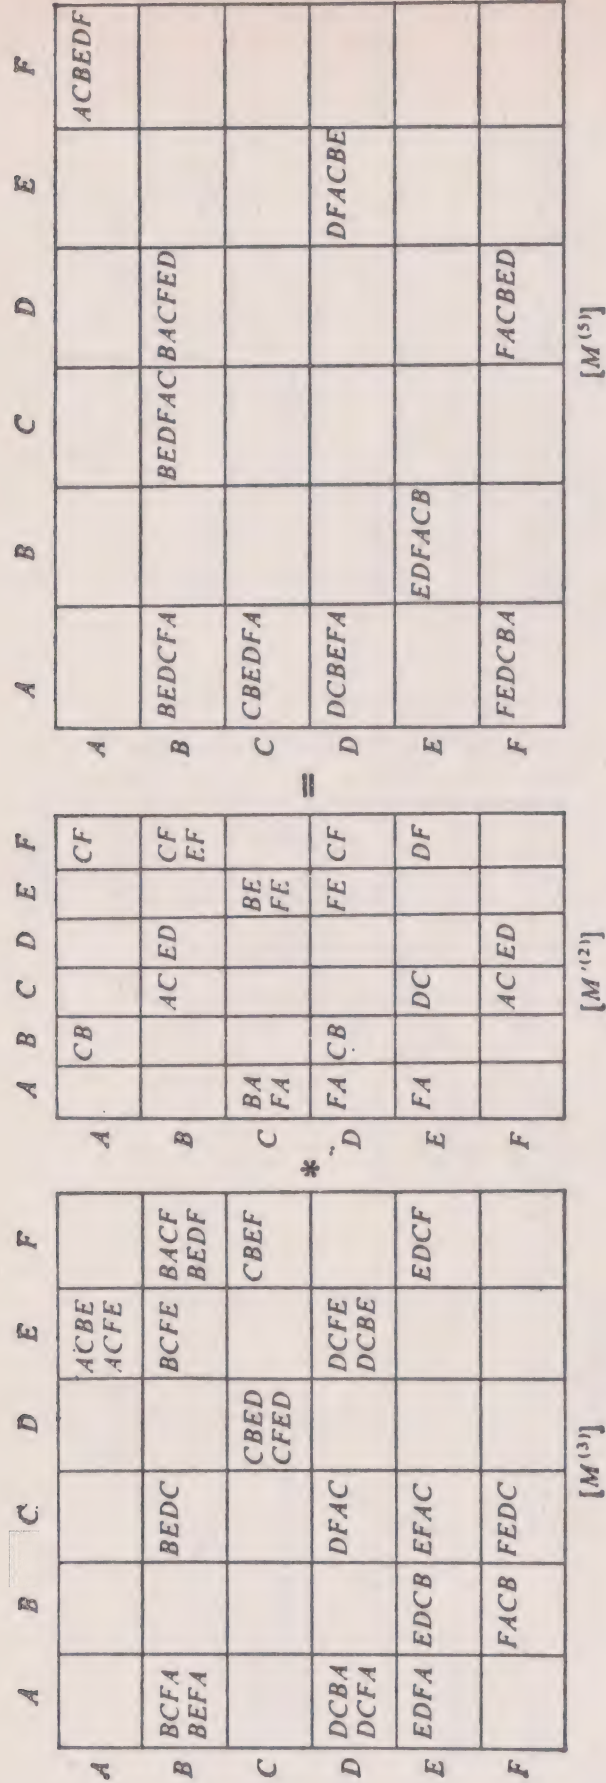 A B C D E F
A ACBE
ACFE
B BCFA BEDC BCFE BACF
BEFA BEDF
C CBED CBEF
CFED
D DCBA DFAC DCFE
DCFA DCBE
E EDFA EDCB EFAC EDCF
F FACB FEDC
[M⁽³⁾]
*
A B C D E F
A CB CF
B AC ED CF
EF
C BA BE
FA FE
D FA CB FE CF
E FA DC DF
F AC ED
[M'⁽²⁾]
=
A B C D E F
A ACBEDF
B BEDCFA BEDFAC BACFED
C CBEDFA
D DCBEFA DFACBE
E EDFACB
F FEDCBA FACBED
[M⁽⁵⁾]